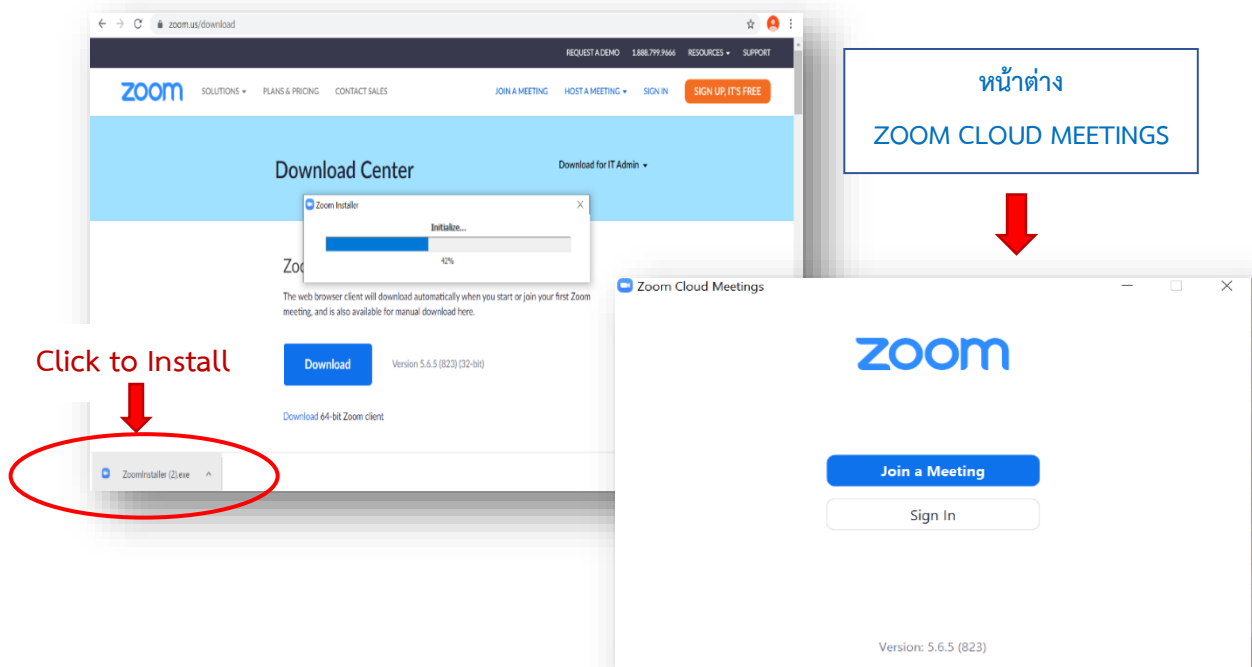 zoom.us/download
REQUEST A DEMO 1.888.799.9666 RESOURCES SUPPORT
zoom SOLUTIONS PLANS & PRICING CONTACT SALES JOIN A MEETING HOST A MEETING SIGN IN SIGN UP, IT'S FREE
Download Center Download for IT Admin
Zoom Installer X
Initialize...
42%
Zoo
The web browser client will download automatically when you start or join your first Zoom
meeting, and is also available for manual download here.
Click to Install
Download Version 5.6.5 (823) (32-bit)
Download 64-bit Zoom client
ZoomInstaller (2).exe
หน้าต่าง
ZOOM CLOUD MEETINGS
Zoom Cloud Meetings
zoom
Join a Meeting
Sign In
Version: 5.6.5 (823)